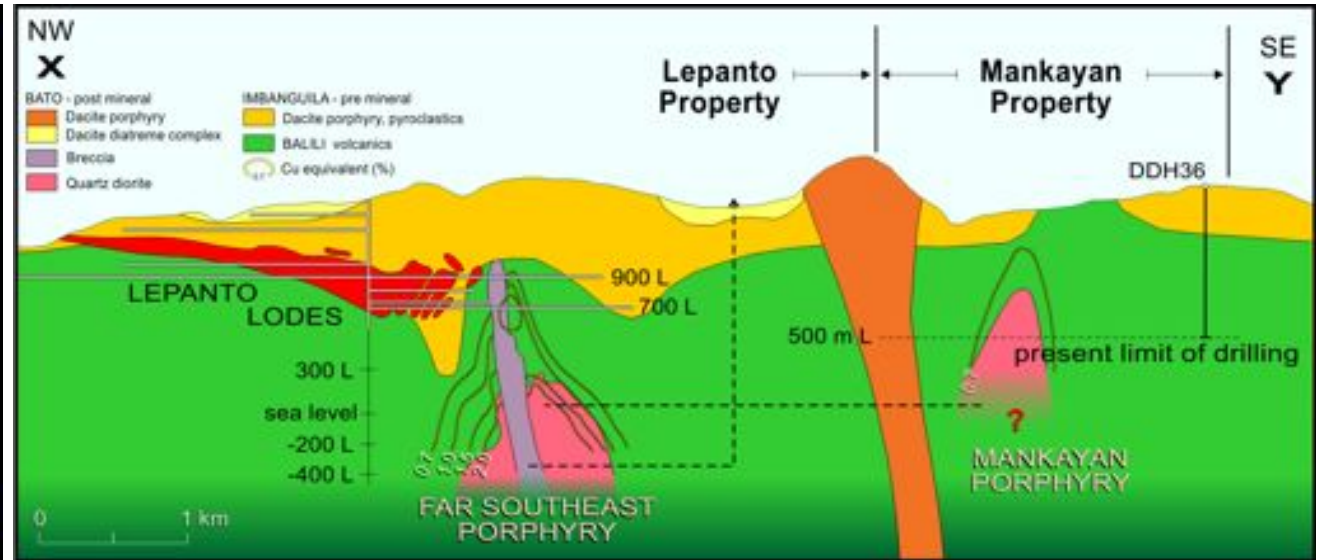 NW
X
BATO - post mineral
Dacite porphyry
Dacite diatreme complex
Breccia
Quartz diorite
IMBANGUILA - pre mineral
Dacite porphyry, pyroclastics
BALILI volcanics
Cu equivalent (%)
Lepanto
Property
Mankayan
Property
SE
Y
DDH36
LEPANTO
LODES
900 L
700 L
500 m L
present limit of drilling
300 L
sea level
-200 L
-400 L
?
MANKAYAN
PORPHYRY
FAR SOUTHEAST
PORPHYRY
0
1 km